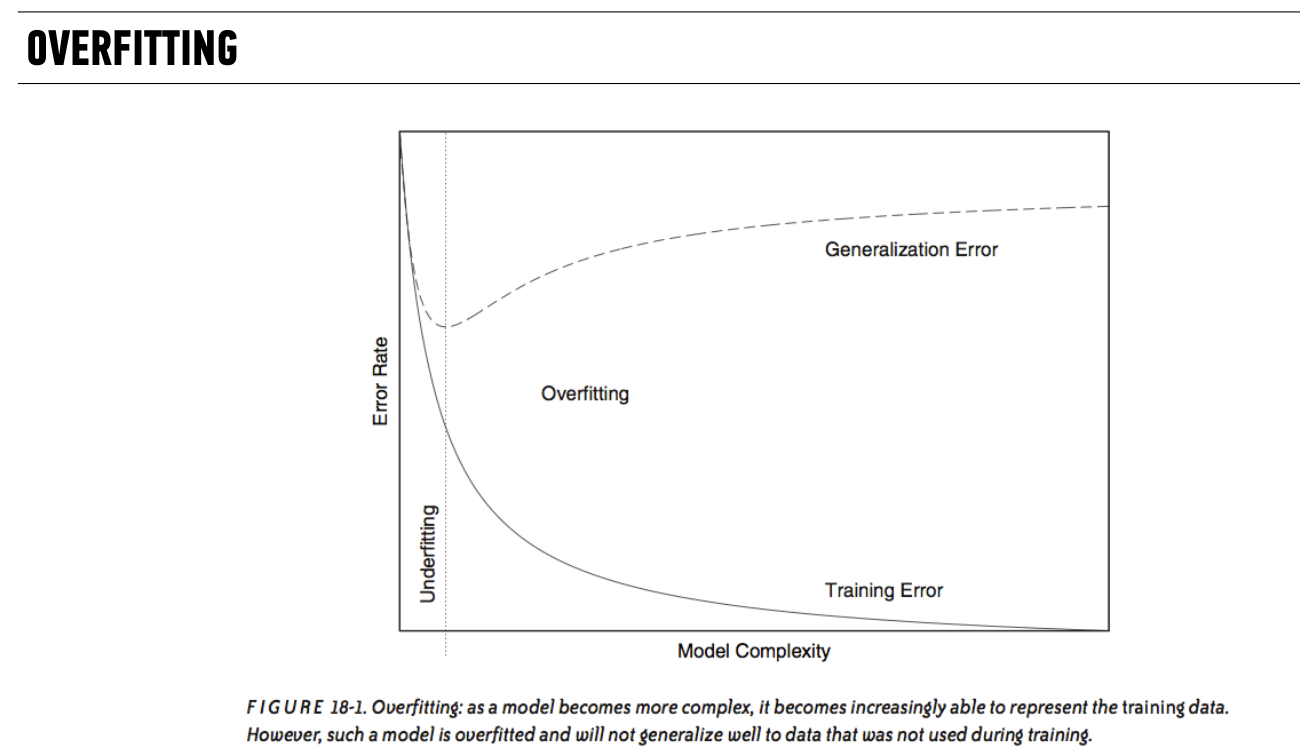 OVERFITTING
Generalization Error
Error Rate
Overfitting
Underfitting
Training Error
Model Complexity
FIGURE 18-1. Overfitting: as a model becomes more complex, it becomes increasingly able to represent the training data.
However, such a model is overfitted and will not generalize well to data that was not used during training.